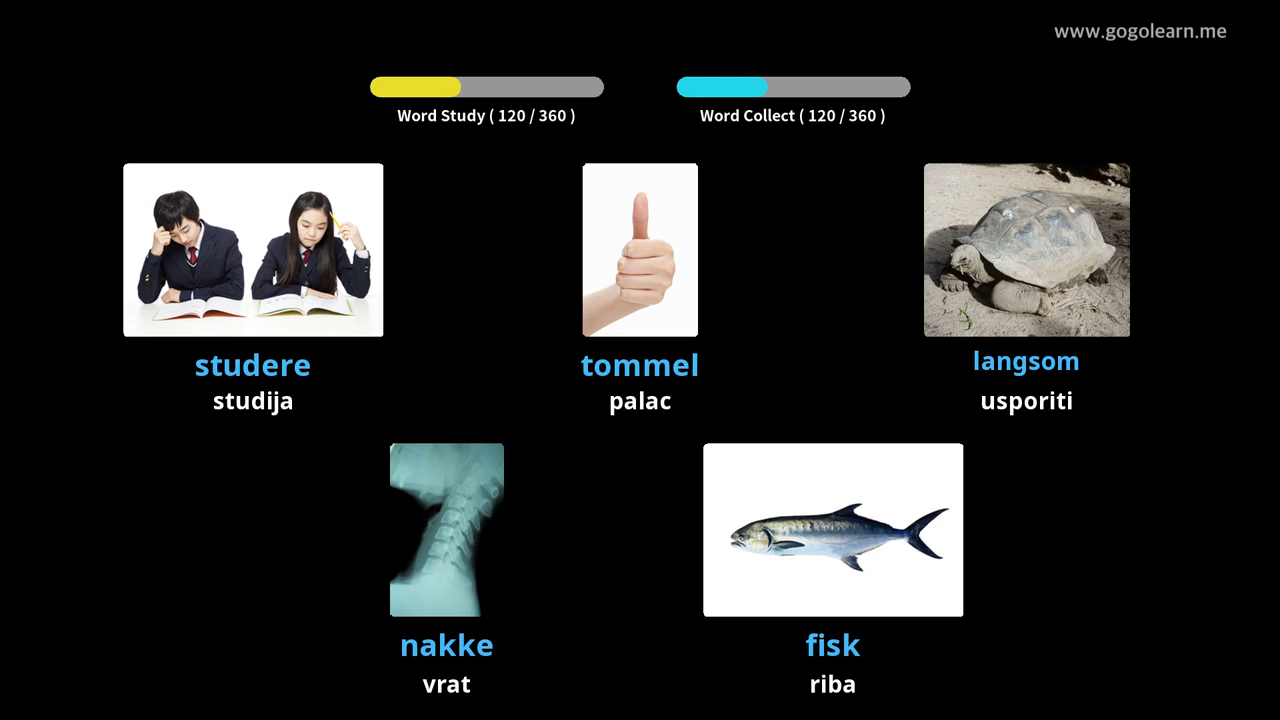 www.gogolearn.me
Word Study ( 120 / 360 )
Word Collect ( 120 / 360 )
studere
studija
tommel
palac
langsom
usporiti
nakke
vrat
fisk
riba